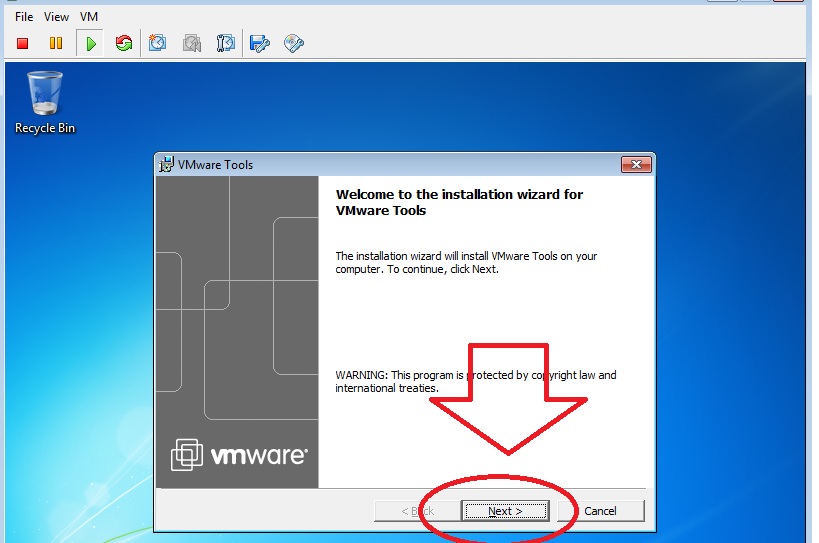 File View VM
Recycle Bin
VMware Tools
Welcome to the installation wizard for
VMware Tools
The installation wizard will install VMware Tools on your
computer. To continue, click Next.
WARNING: This program is protected by copyright law and
international treaties.
vmware
< Back Next > Cancel